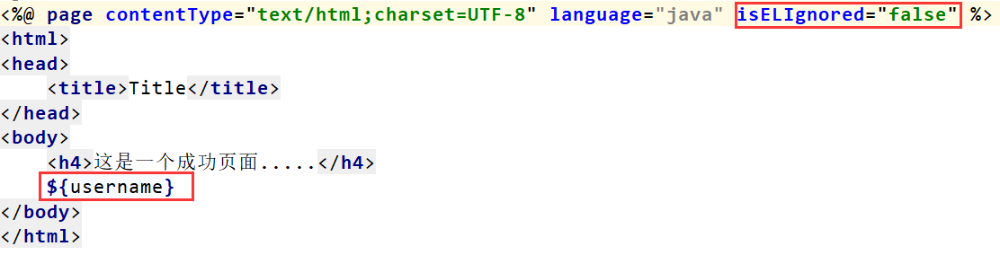 <%@ page contentType="text/html;charset=UTF-8" language="java" isELIgnored="false" %>
<html>
<head>
    <title>Title</title>
</head>
<body>
    <h4>这是一个成功页面.....</h4>
    ${username}
</body>
</html>